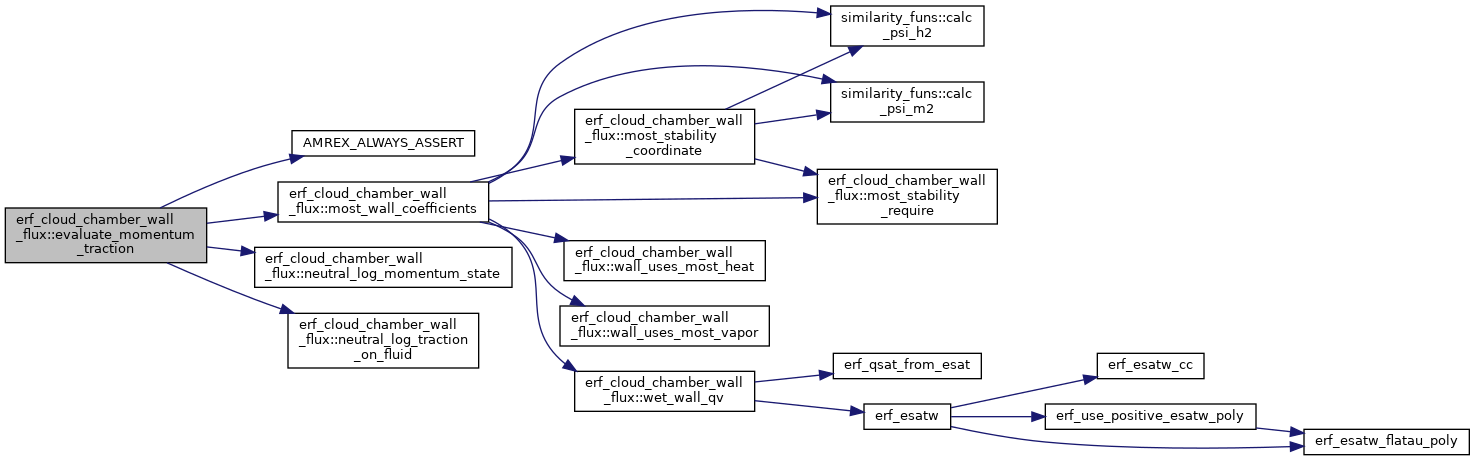 erf_cloud_chamber_wall
_flux::evaluate_momentum
_traction
AMREX_ALWAYS_ASSERT
erf_cloud_chamber_wall
_flux::most_wall_coefficients
erf_cloud_chamber_wall
_flux::neutral_log_momentum_state
erf_cloud_chamber_wall
_flux::neutral_log_traction
_on_fluid
erf_cloud_chamber_wall
_flux::most_stability
_coordinate
erf_cloud_chamber_wall
_flux::wall_uses_most_heat
erf_cloud_chamber_wall
_flux::wall_uses_most_vapor
erf_cloud_chamber_wall
_flux::wet_wall_qv
similarity_funs::calc
_psi_h2
similarity_funs::calc
_psi_m2
erf_cloud_chamber_wall
_flux::most_stability
_require
erf_qsat_from_esat
erf_esatw
erf_esatw_cc
erf_use_positive_esatw_poly
erf_esatw_flatau_poly